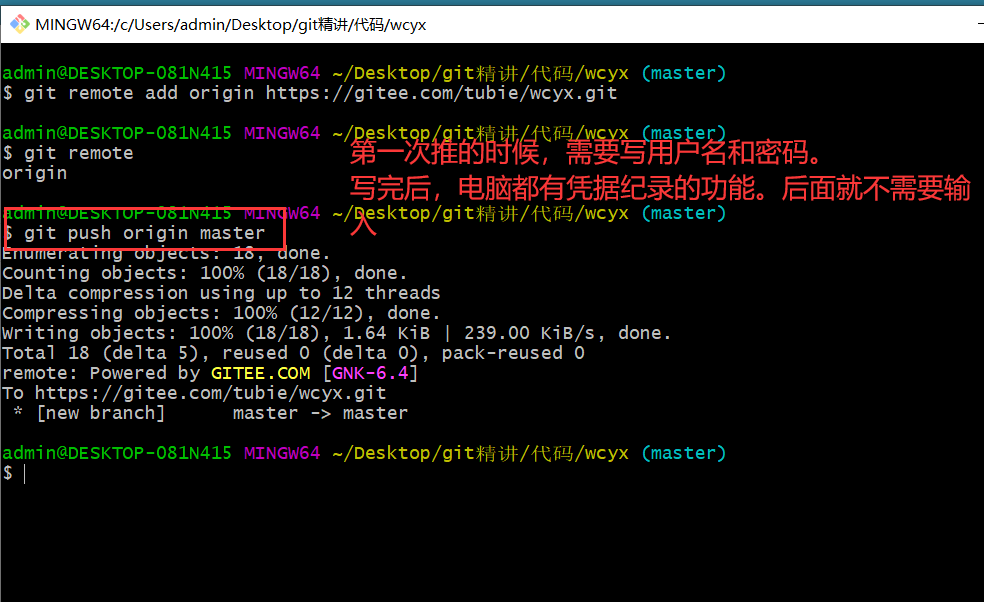 MINGW64:/c/Users/admin/Desktop/git精讲/代码/wcyx
admin@DESKTOP-081N415 MINGW64 ~/Desktop/git精讲/代码/wcyx (master)
$ git remote add origin https://gitee.com/tubie/wcyx.git
admin@DESKTOP-081N415 MINGW64 ~/Desktop/git精讲/代码/wcyx (master)
$ git remote
origin
第一次推的时候，需要写用户名和密码。
写完后，电脑都有凭据纪录的功能。后面就不需要输
入
admin@DESKTOP-081N415 MINGW64 ~/Desktop/git精讲/代码/wcyx (master)
$ git push origin master
Enumerating objects: 18, done.
Counting objects: 100% (18/18), done.
Delta compression using up to 12 threads
Compressing objects: 100% (12/12), done.
Writing objects: 100% (18/18), 1.64 KiB | 239.00 KiB/s, done.
Total 18 (delta 5), reused 0 (delta 0), pack-reused 0
remote: Powered by GITEE.COM [GNK-6.4]
To https://gitee.com/tubie/wcyx.git
 * [new branch]      master -> master
admin@DESKTOP-081N415 MINGW64 ~/Desktop/git精讲/代码/wcyx (master)
$